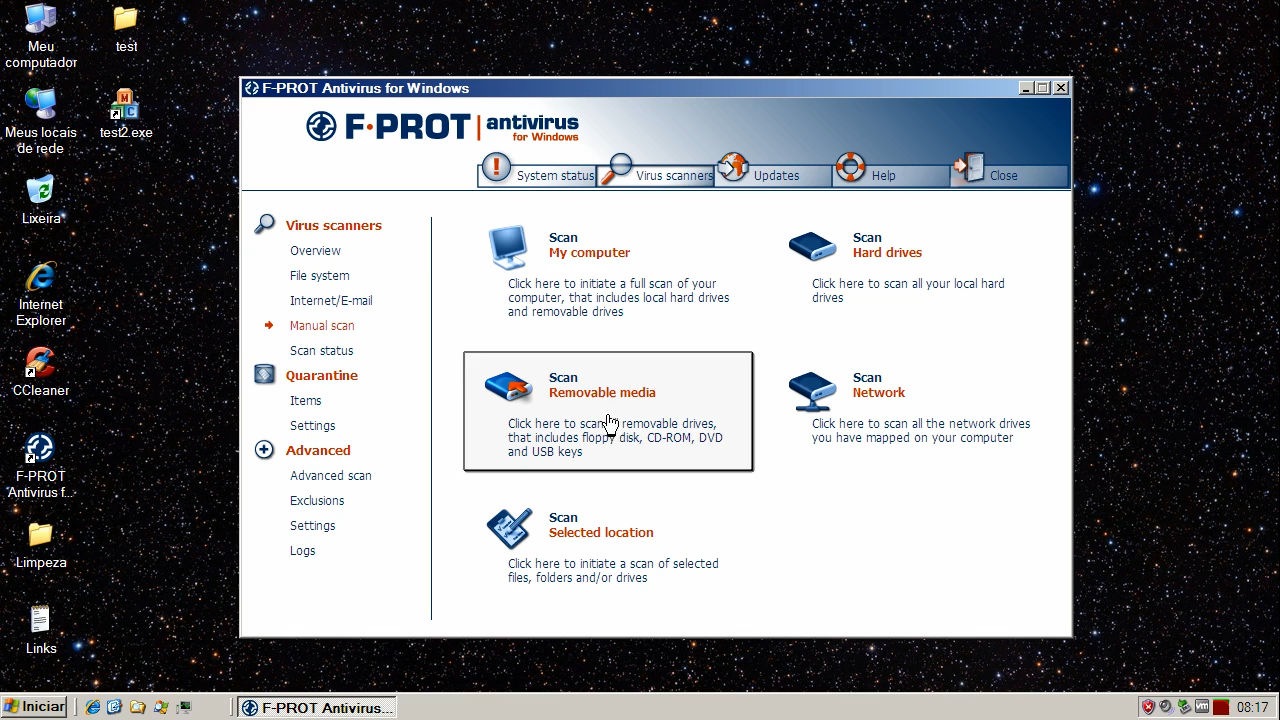 Meu
computador
test
Meus locais
de rede
test2.exe
Lixeira
Internet
Explorer
CCleaner
F-PROT
Antivirus f...
Limpeza
Links
F-PROT Antivirus for Windows
F·PROT antivirus
for Windows
System status
Virus scanners
Updates
Help
Close
Virus scanners
Overview
File system
Internet/E-mail
Manual scan
Scan status
Quarantine
Items
Settings
Advanced
Advanced scan
Exclusions
Settings
Logs
Scan
My computer
Click here to initiate a full scan of your
computer, that includes local hard drives
and removable drives
Scan
Hard drives
Click here to scan all your local hard
drives
Scan
Removable media
Click here to scan removable drives,
that includes floppy disk, CD-ROM, DVD
and USB keys
Scan
Network
Click here to scan all the network drives
you have mapped on your computer
Scan
Selected location
Click here to initiate a scan of selected
files, folders and/or drives
Iniciar
F-PROT Antivirus...
vm
08:17